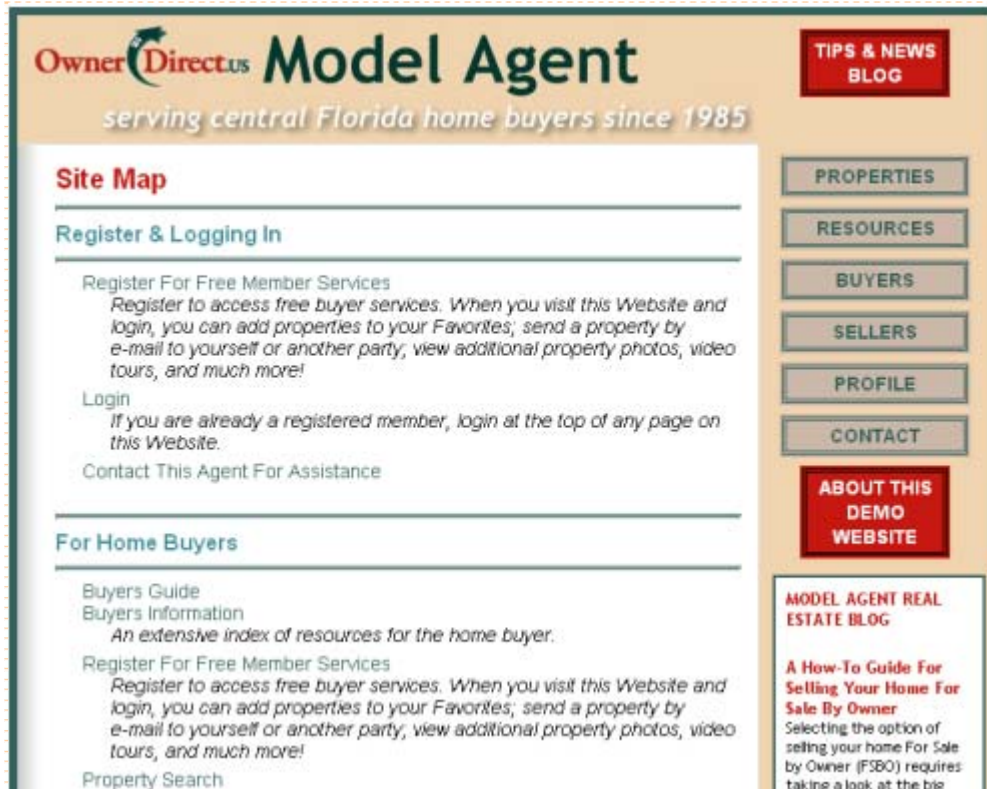 OwnerDirect.us Model Agent
serving central Florida home buyers since 1985
TIPS & NEWS
BLOG
Site Map
Register & Logging In
Register For Free Member Services
Register to access free buyer services. When you visit this Website and
login, you can add properties to your Favorites; send a property by
e-mail to yourself or another party; view additional property photos, video
tours, and much more!
Login
If you are already a registered member, login at the top of any page on
this Website.
Contact This Agent For Assistance
For Home Buyers
Buyers Guide
Buyers Information
An extensive index of resources for the home buyer.
Register For Free Member Services
Register to access free buyer services. When you visit this Website and
login, you can add properties to your Favorites; send a property by
e-mail to yourself or another party; view additional property photos, video
tours, and much more!
Property Search
PROPERTIES
RESOURCES
BUYERS
SELLERS
PROFILE
CONTACT
ABOUT THIS
DEMO
WEBSITE
MODEL AGENT REAL
ESTATE BLOG
A How-To Guide For
Selling Your Home For
Sale By Owner
Selecting the option of
selling your home For Sale
by Owner (FSBO) requires
taking a look at the big